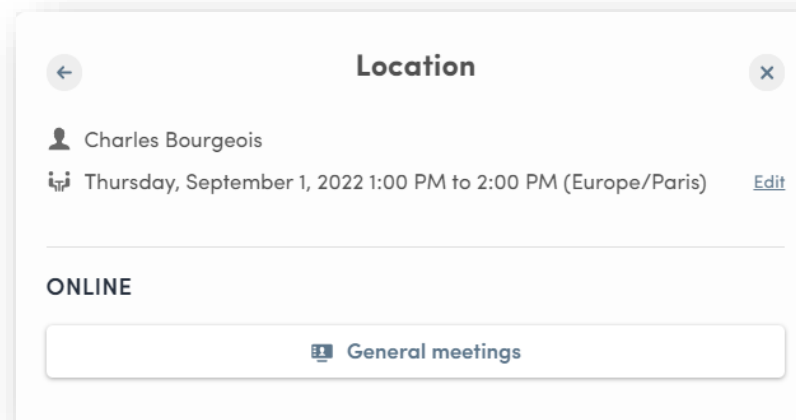 Location
Charles Bourgeois
Thursday, September 1, 2022 1:00 PM to 2:00 PM (Europe/Paris) Edit
ONLINE
General meetings